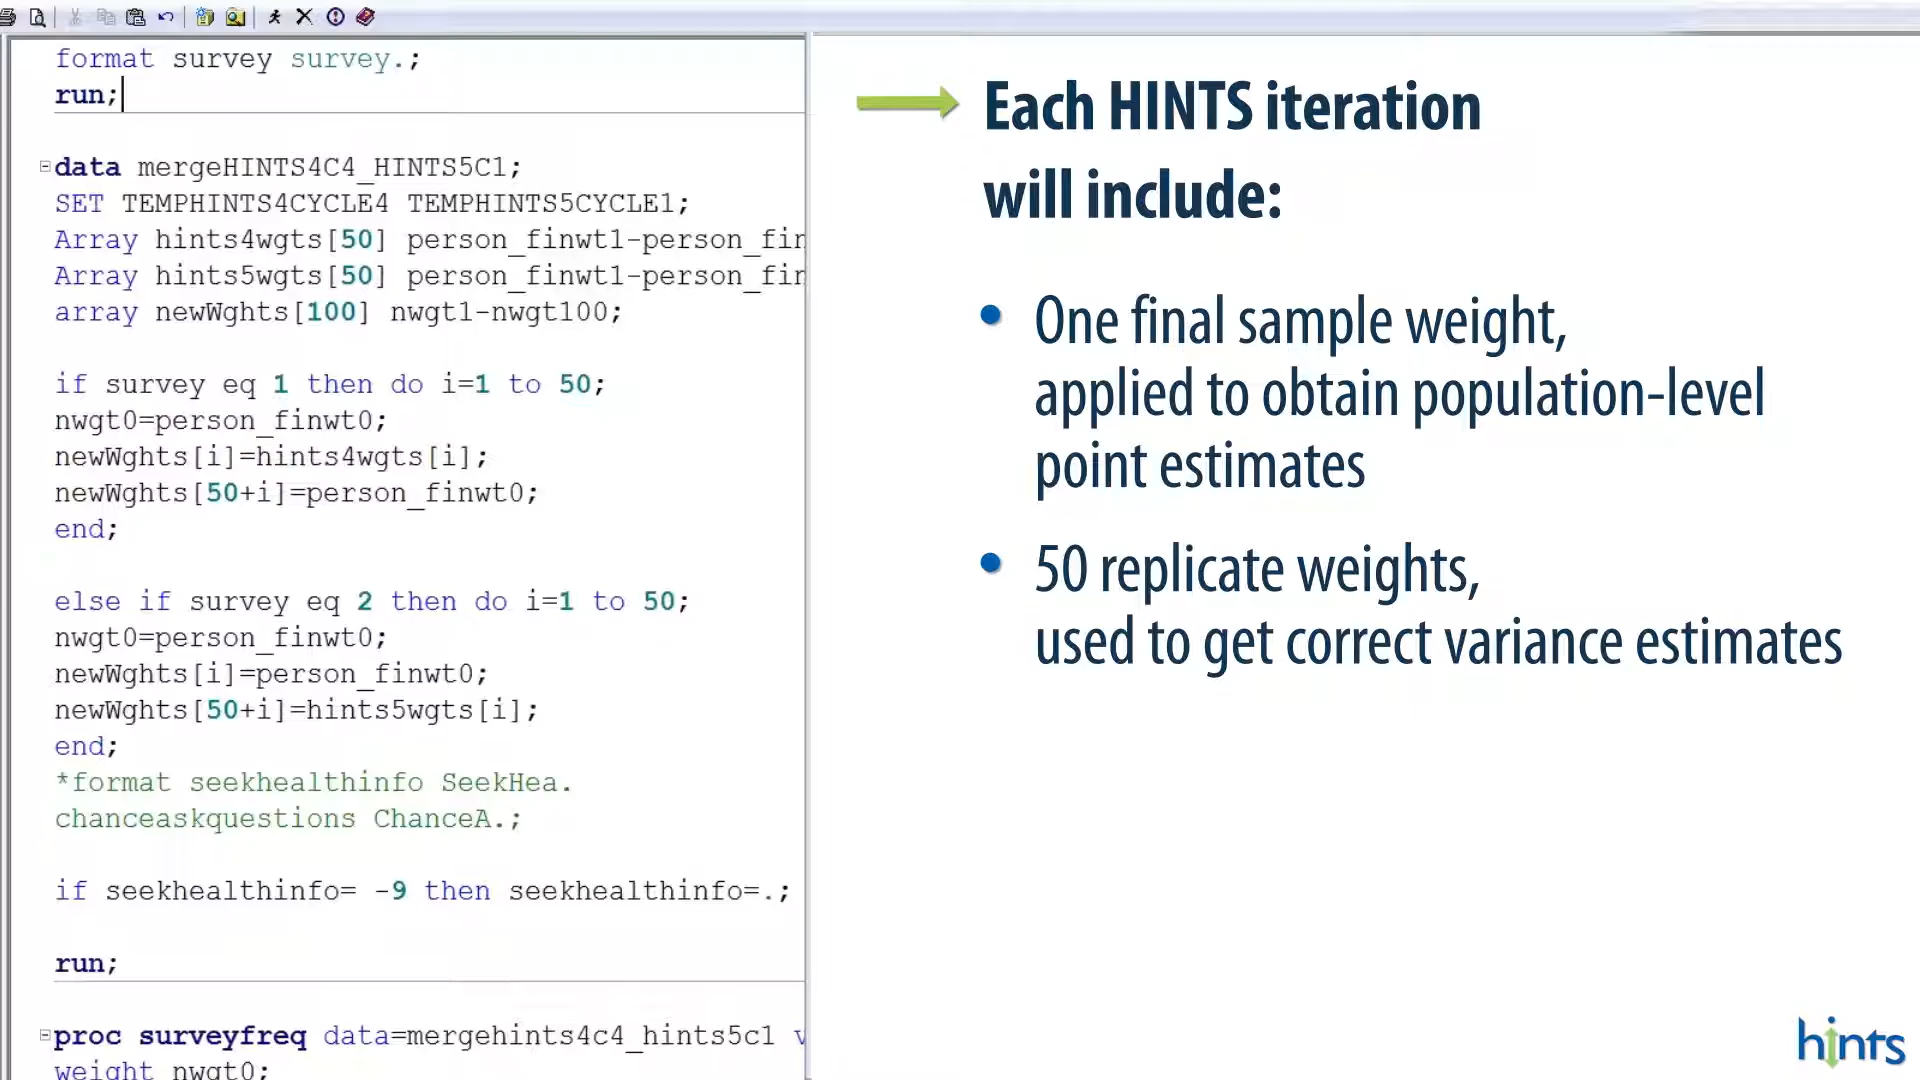 format survey survey.;
run;
data mergeHINTS4C4_HINTS5C1;
SET TEMPHINTS4CYCLE4 TEMPHINTS5CYCLE1;
Array hints4wgts[50] person_finwt1-person_fin
Array hints5wgts[50] person_finwt1-person_fin
array newWghts[100] nwgt1-nwgt100;
if survey eq 1 then do i=1 to 50;
nwgt0=person_finwt0;
newWghts[i]=hints4wgts[i];
newWghts[50+i]=person_finwt0;
end;
else if survey eq 2 then do i=1 to 50;
nwgt0=person_finwt0;
newWghts[i]=person_finwt0;
newWghts[50+i]=hints5wgts[i];
end;
*format seekhealthinfo SeekHea.
chanceaskquestions ChanceA.;
if seekhealthinfo= -9 then seekhealthinfo=.;
run;
proc surveyfreq data=mergehints4c4_hints5c1 v
weight nwgt0;
Each HINTS iteration
will include:
• One final sample weight,
applied to obtain population-level
point estimates
• 50 replicate weights,
used to get correct variance estimates
hints